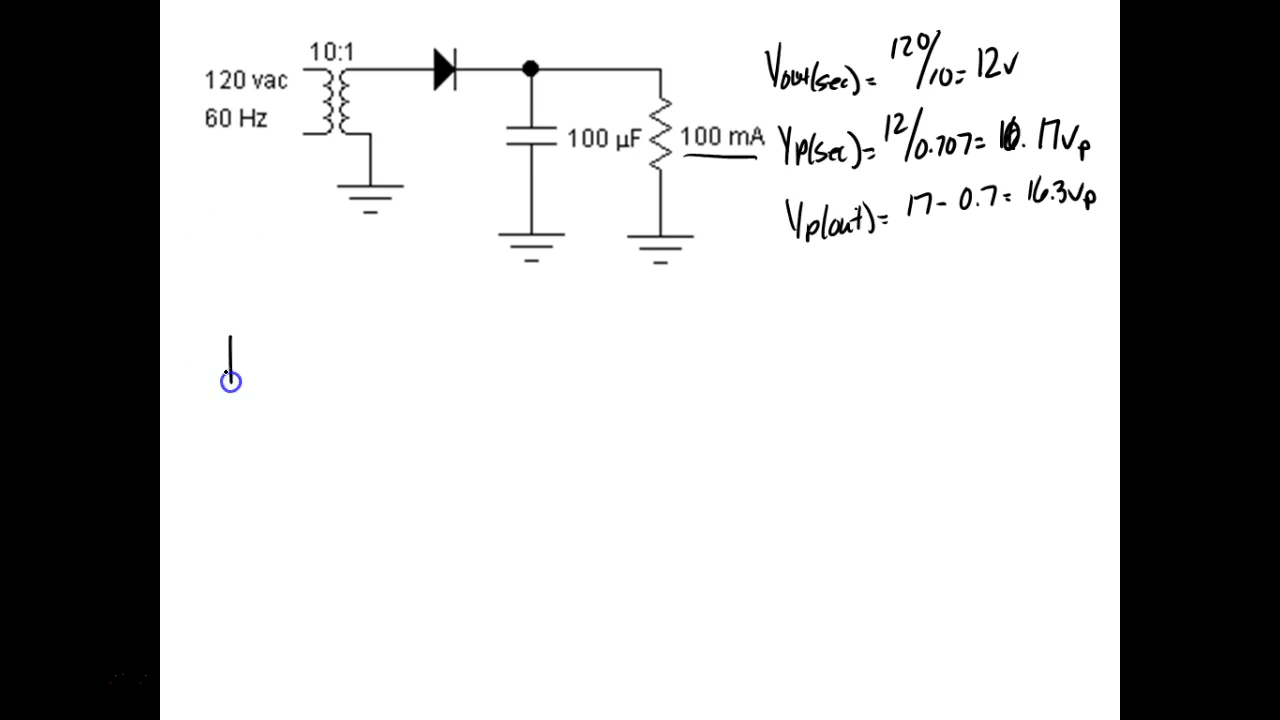 10:1
120 vac
60 Hz
100 µF
100 mA
Vout(sec) = 120/10 = 12v
Vp(sec) = 12/0.707 = 17vp
Vp(out) = 17 - 0.7 = 16.3vp